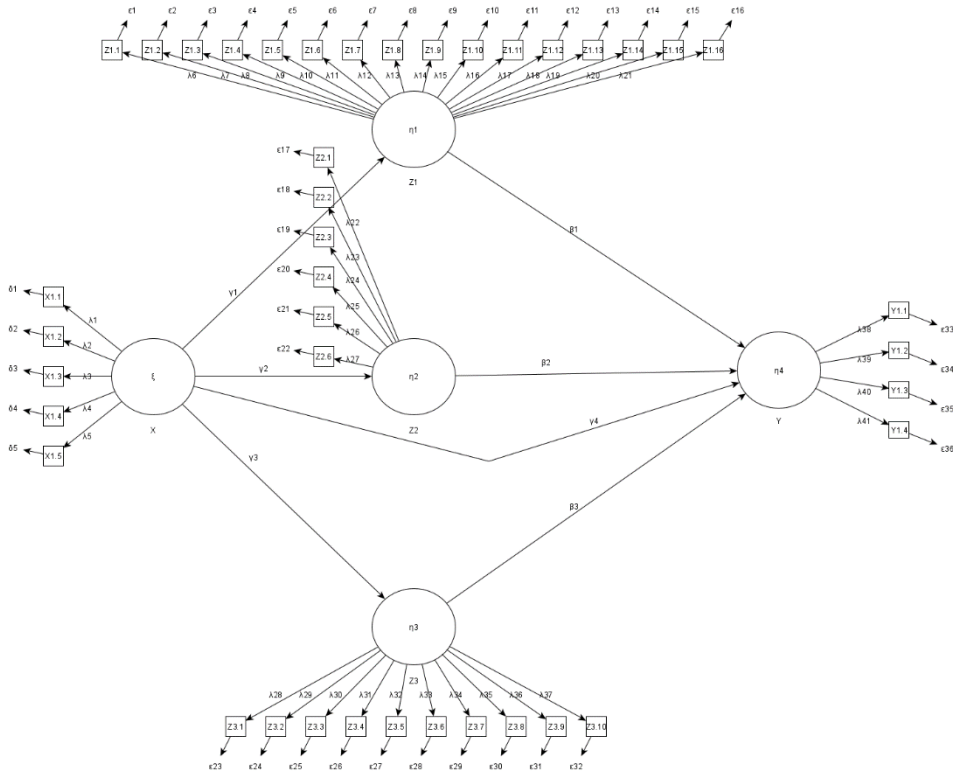 ε1 ε2 ε3 ε4 ε5 ε6 ε7 ε8 ε9 ε10 ε11 ε12 ε13 ε14 ε15 ε16
Z1.1 Z1.2 Z1.3 Z1.4 Z1.5 Z1.6 Z1.7 Z1.8 Z1.9 Z1.10 Z1.11 Z1.12 Z1.13 Z1.14 Z1.15 Z1.16
λ6 λ7 λ8 λ9 λ10 λ11 λ12 λ13 λ14 λ15 λ16 λ17 λ18 λ19 λ20 λ21
η1
Z1
ε17 Z2.1
ε18 Z2.2
λ22
ε19 Z2.3
β1
λ23
ε20 Z2.4
λ24
δ1 X1.1
γ1
λ25
ε21 Z2.5
Y1.1
λ1
λ26
λ38
ε33
δ2 X1.2
ε22 Z2.6
λ2
λ27
λ39
Y1.2
γ2
β2
ε34
δ3 X1.3 λ3
ξ
η2
η4
λ40
Y1.3
ε35
δ4 X1.4 λ4
λ41
X
Z2
γ4
Y
Y1.4
λ5
δ5 X1.5
ε36
γ3
β3
η3
Z3
λ28 λ29 λ30 λ31 λ32 λ33 λ34 λ35 λ36 λ37
Z3.1 Z3.2 Z3.3 Z3.4 Z3.5 Z3.6 Z3.7 Z3.8 Z3.9 Z3.10
ε23 ε24 ε25 ε26 ε27 ε28 ε29 ε30 ε31 ε32